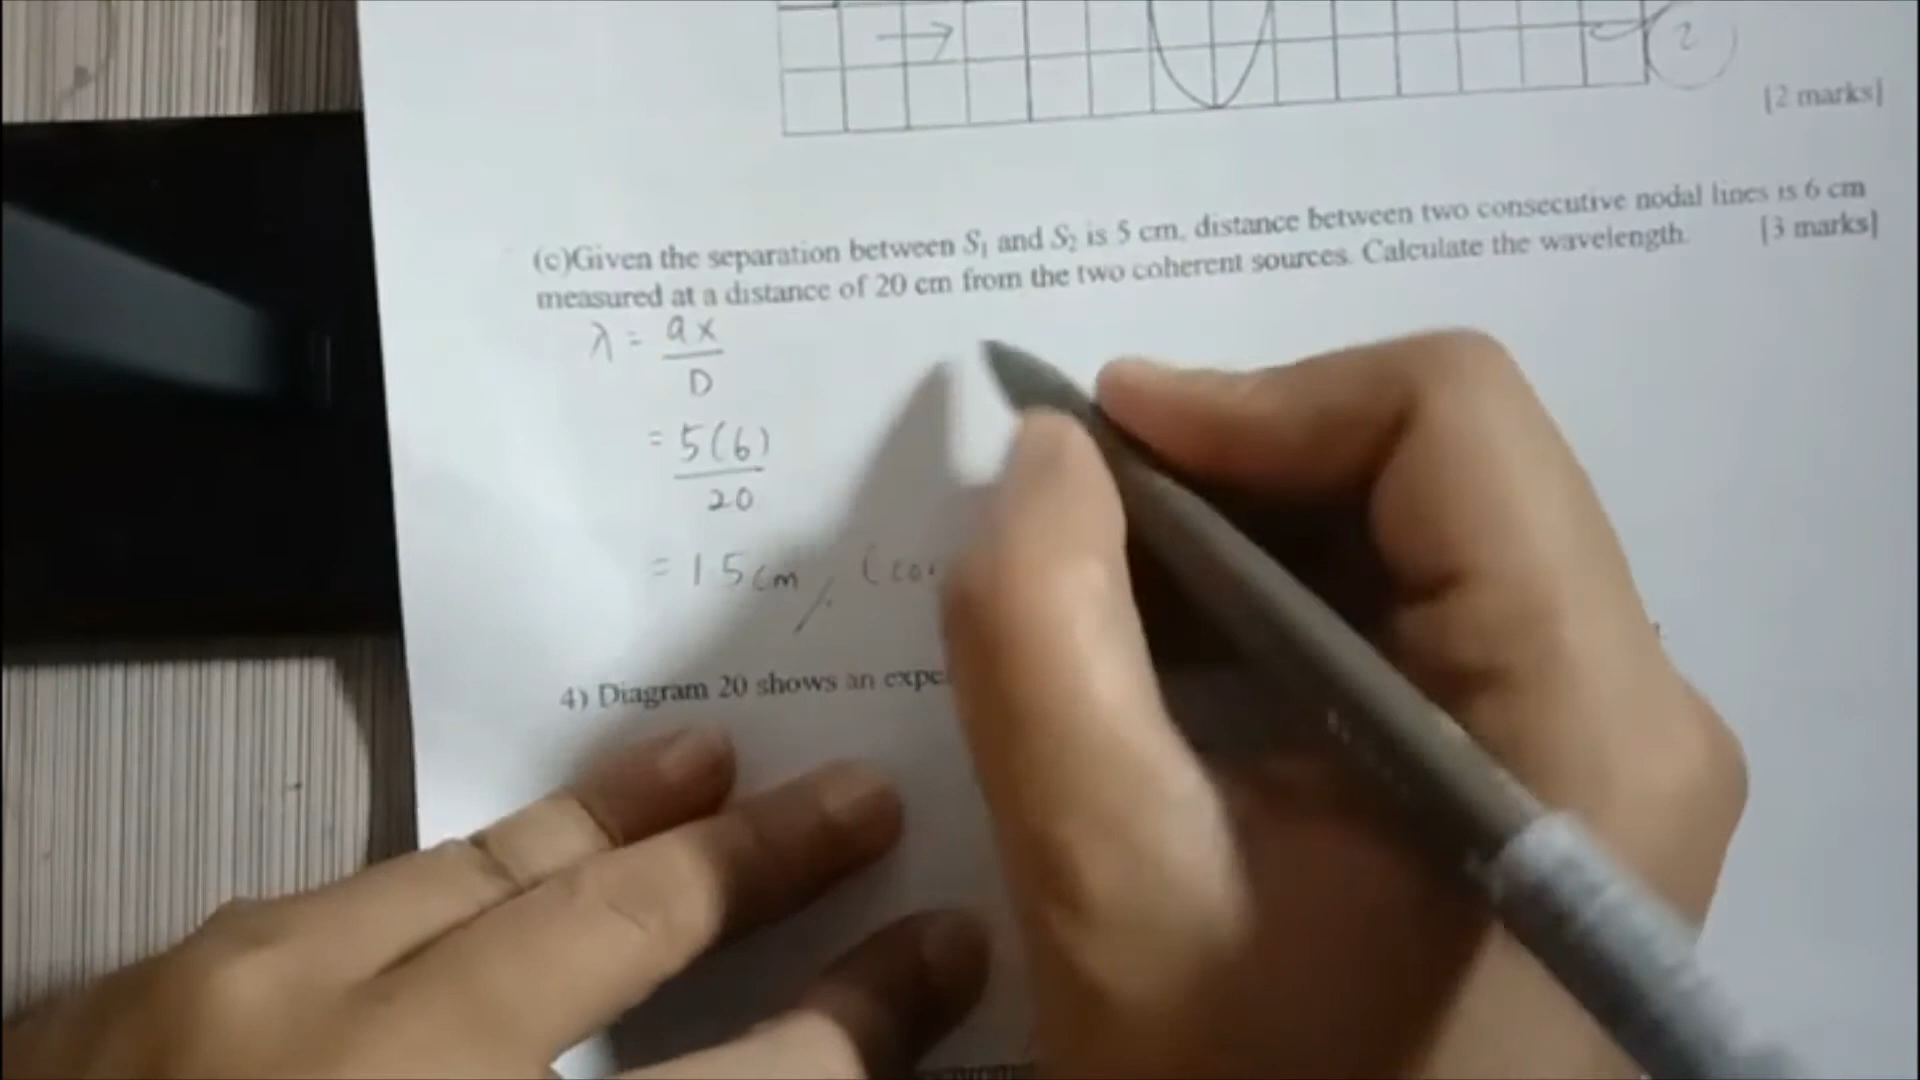 2
[2 marks]
(c)Given the separation between S₁ and S₂ is 5 cm, distance between two consecutive nodal lines is 6 cm
measured at a distance of 20 cm from the two coherent sources. Calculate the wavelength. [3 marks]
λ = ax
D
= 5(6)
20
= 1.5cm
4) Diagram 20 shows an